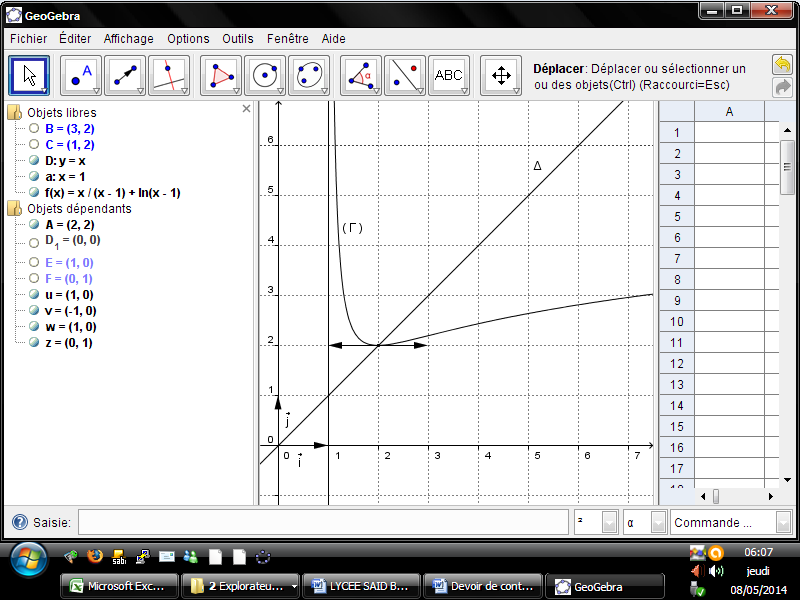 GeoGebra
Fichier Éditer Affichage Options Outils Fenêtre Aide
A
α
ABC
Déplacer: Déplacer ou sélectionner un
ou des objets(Ctrl) (Raccourci=Esc)
Objets libres
B = (3, 2)
C = (1, 2)
D: y = x
a: x = 1
f(x) = x / (x - 1) + ln(x - 1)
Objets dépendants
A = (2, 2)
D₁ = (0, 0)
E = (1, 0)
F = (0, 1)
u = (1, 0)
v = (-1, 0)
w = (1, 0)
z = (0, 1)
6
Δ
5
(Γ)
4
3
2
1
j
0
0 i 1 2 3 4 5 6 7
A
1
2
3
4
5
6
7
8
9
10
11
12
13
14
15
16
17
18
Saisie:
²
α
Commande ...
sabi
06:07
jeudi
08/05/2014
Microsoft Exc...
2 Explorateu...
LYCEE SAID B...
Devoir de cont...
GeoGebra